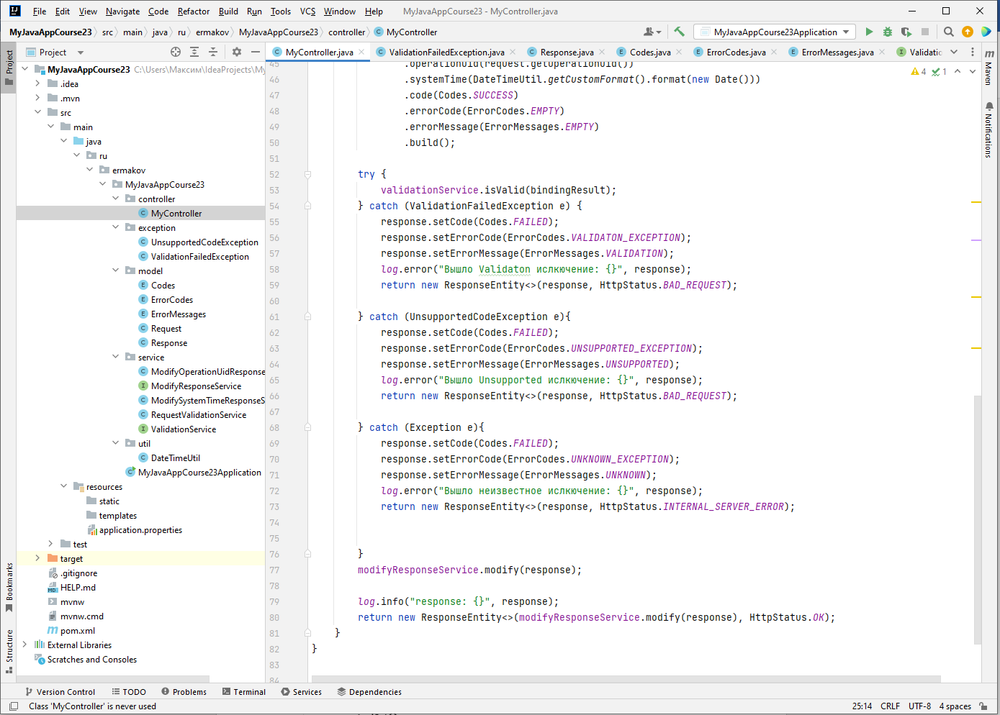 File Edit View Navigate Code Refactor Build Run Tools VCS Window Help MyJavaAppCourse23 - MyController.java
MyJavaAppCourse23 src main java ru ermakov MyJavaAppCourse23 controller MyController MyJavaAppCourse23Application
Project
MyController.java ValidationFailedException.java Response.java Codes.java ErrorCodes.java ErrorMessages.java Validatic
Project
Bookmarks
Structure
MyJavaAppCourse23 C:\Users\Максим\IdeaProjects\My
.idea
.mvn
src
main
java
ru
ermakov
MyJavaAppCourse23
controller
MyController
exception
UnsupportedCodeException
ValidationFailedException
model
Codes
ErrorCodes
ErrorMessages
Request
Response
service
ModifyOperationUidResponse
ModifyResponseService
ModifySystemTimeResponseS
RequestValidationService
ValidationService
util
DateTimeUtil
MyJavaAppCourse23Application
resources
static
templates
application.properties
test
target
.gitignore
HELP.md
mvnw
mvnw.cmd
pom.xml
External Libraries
Scratches and Consoles
4 1
45 .operationUid(request.getOperationUid())
46 .systemTime(DateTimeUtil.getCustomFormat().format(new Date()))
47 .code(Codes.SUCCESS)
48 .errorCode(ErrorCodes.EMPTY)
49 .errorMessage(ErrorMessages.EMPTY)
50 .build();
51
52 try {
53 validationService.isValid(bindingResult);
54 } catch (ValidationFailedException e) {
55 response.setCode(Codes.FAILED);
56 response.setErrorCode(ErrorCodes.VALIDATON_EXCEPTION);
57 response.setErrorMessage(ErrorMessages.VALIDATION);
58 log.error("Вышло Validaton ислкючение: {}", response);
59 return new ResponseEntity<>(response, HttpStatus.BAD_REQUEST);
60
61 } catch (UnsupportedCodeException e){
62 response.setCode(Codes.FAILED);
63 response.setErrorCode(ErrorCodes.UNSUPPORTED_EXCEPTION);
64 response.setErrorMessage(ErrorMessages.UNSUPPORTED);
65 log.error("Вышло Unsupported ислкючение: {}", response);
66 return new ResponseEntity<>(response, HttpStatus.BAD_REQUEST);
67
68 } catch (Exception e){
69 response.setCode(Codes.FAILED);
70 response.setErrorCode(ErrorCodes.UNKNOWN_EXCEPTION);
71 response.setErrorMessage(ErrorMessages.UNKNOWN);
72 log.error("Вышло неизвестное ислкючение: {}", response);
73 return new ResponseEntity<>(response, HttpStatus.INTERNAL_SERVER_ERROR);
74
75
76 }
77 modifyResponseService.modify(response);
78
79 log.info("response: {}", response);
80 return new ResponseEntity<>(modifyResponseService.modify(response), HttpStatus.OK);
81 }
82 }
83
84
Maven
Notifications
Version Control TODO Problems Terminal Services Dependencies
Class 'MyController' is never used 25:14 CRLF UTF-8 4 spaces